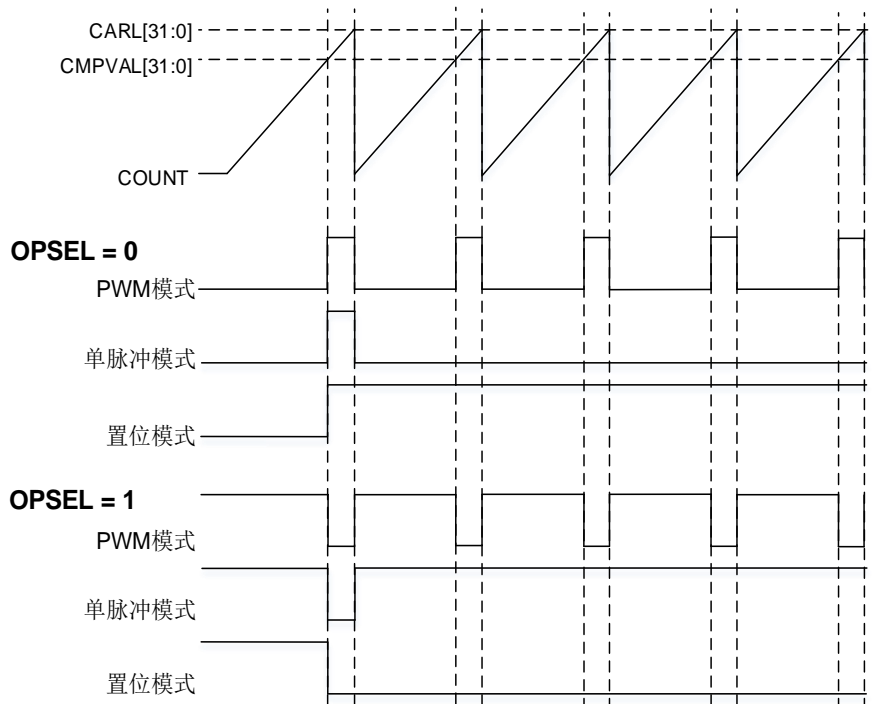 CARL[31:0]
CMPVAL[31:0]
COUNT
OPSEL = 0
PWM模式
单脉冲模式
置位模式
OPSEL = 1
PWM模式
单脉冲模式
置位模式